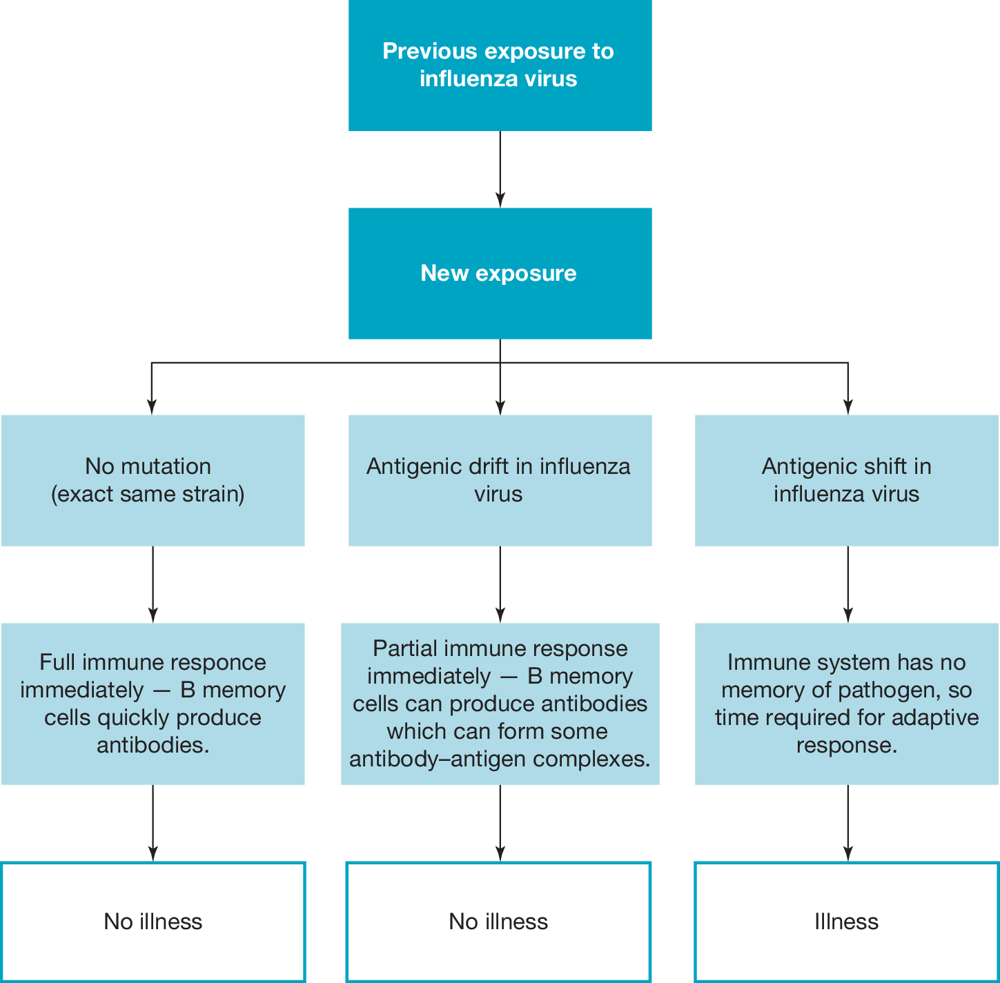 Previous exposure to
influenza virus
New exposure
No mutation
(exact same strain)
Antigenic drift in influenza
virus
Antigenic shift in
influenza virus
Full immune responce
immediately — B memory
cells quickly produce
antibodies.
Partial immune response
immediately — B memory
cells can produce antibodies
which can form some
antibody–antigen complexes.
Immune system has no
memory of pathogen, so
time required for adaptive
response.
No illness
No illness
Illness